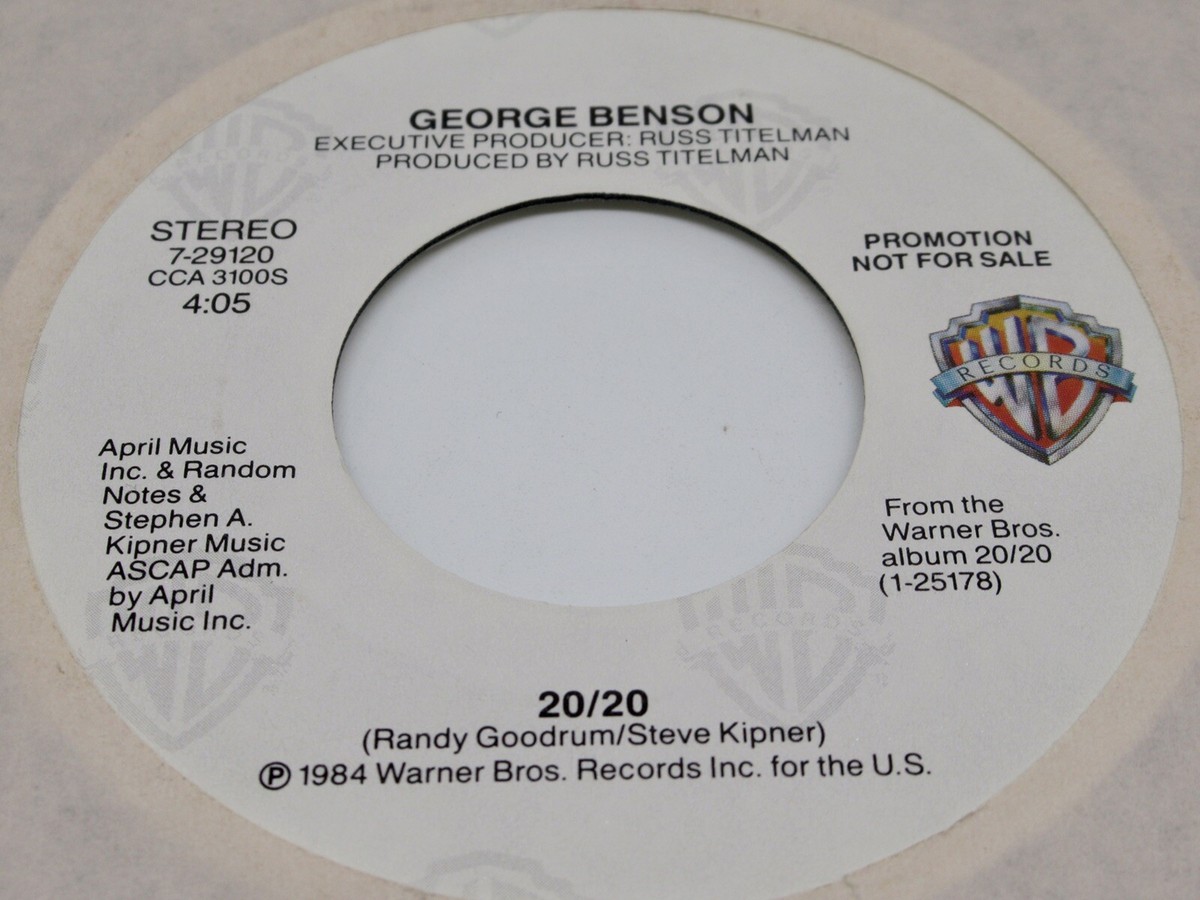 GEORGE BENSON
EXECUTIVE PRODUCER: RUSS TITELMAN
PRODUCED BY RUSS TITELMAN
STEREO
7-29120
CCA 3100S
4:05
PROMOTION
NOT FOR SALE
WB
RECORDS
April Music
Inc. & Random
Notes &
Stephen A.
Kipner Music
ASCAP Adm.
by April
Music Inc.
From the
Warner Bros.
album 20/20
(1-25178)
20/20
(Randy Goodrum/Steve Kipner)
Ⓟ 1984 Warner Bros. Records Inc. for the U.S.